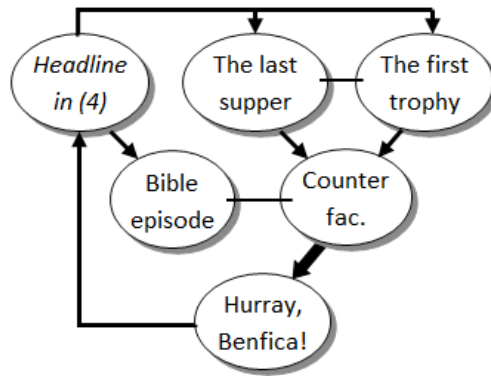 Headline
in (4)
The last
supper
The first
trophy
Bible
episode
Counter
fac.
Hurray,
Benfica!